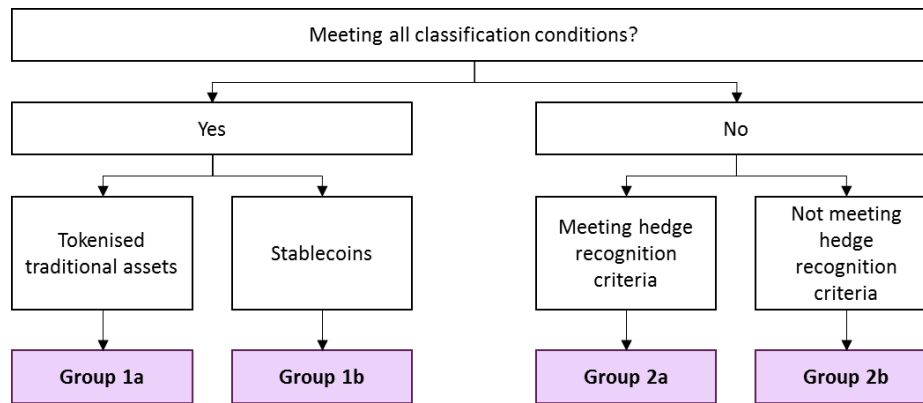 Meeting all classification conditions?
Yes
No
Tokenised
traditional assets
Stablecoins
Meeting hedge
recognition
criteria
Not meeting
hedge
recognition
criteria
Group 1a
Group 1b
Group 2a
Group 2b